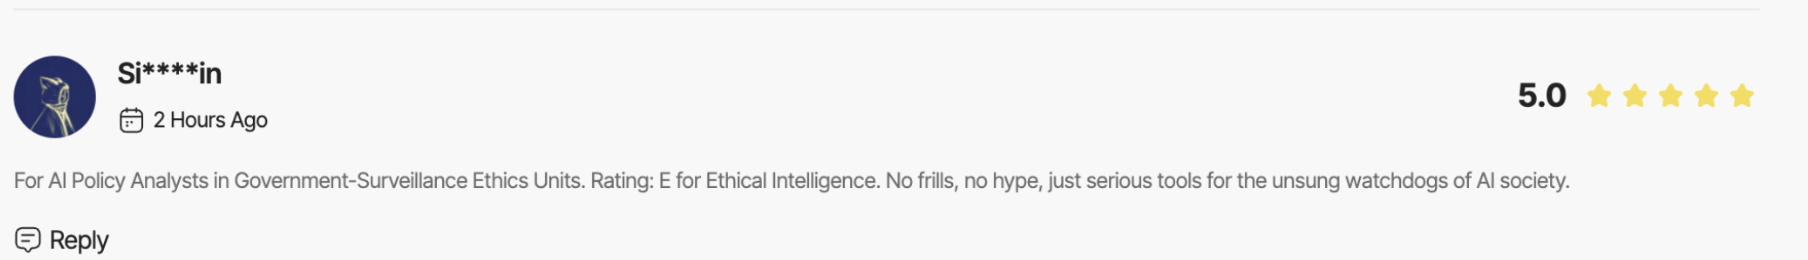 Si****in
2 Hours Ago
5.0
For AI Policy Analysts in Government-Surveillance Ethics Units. Rating: E for Ethical Intelligence. No frills, no hype, just serious tools for the unsung watchdogs of AI society.
Reply